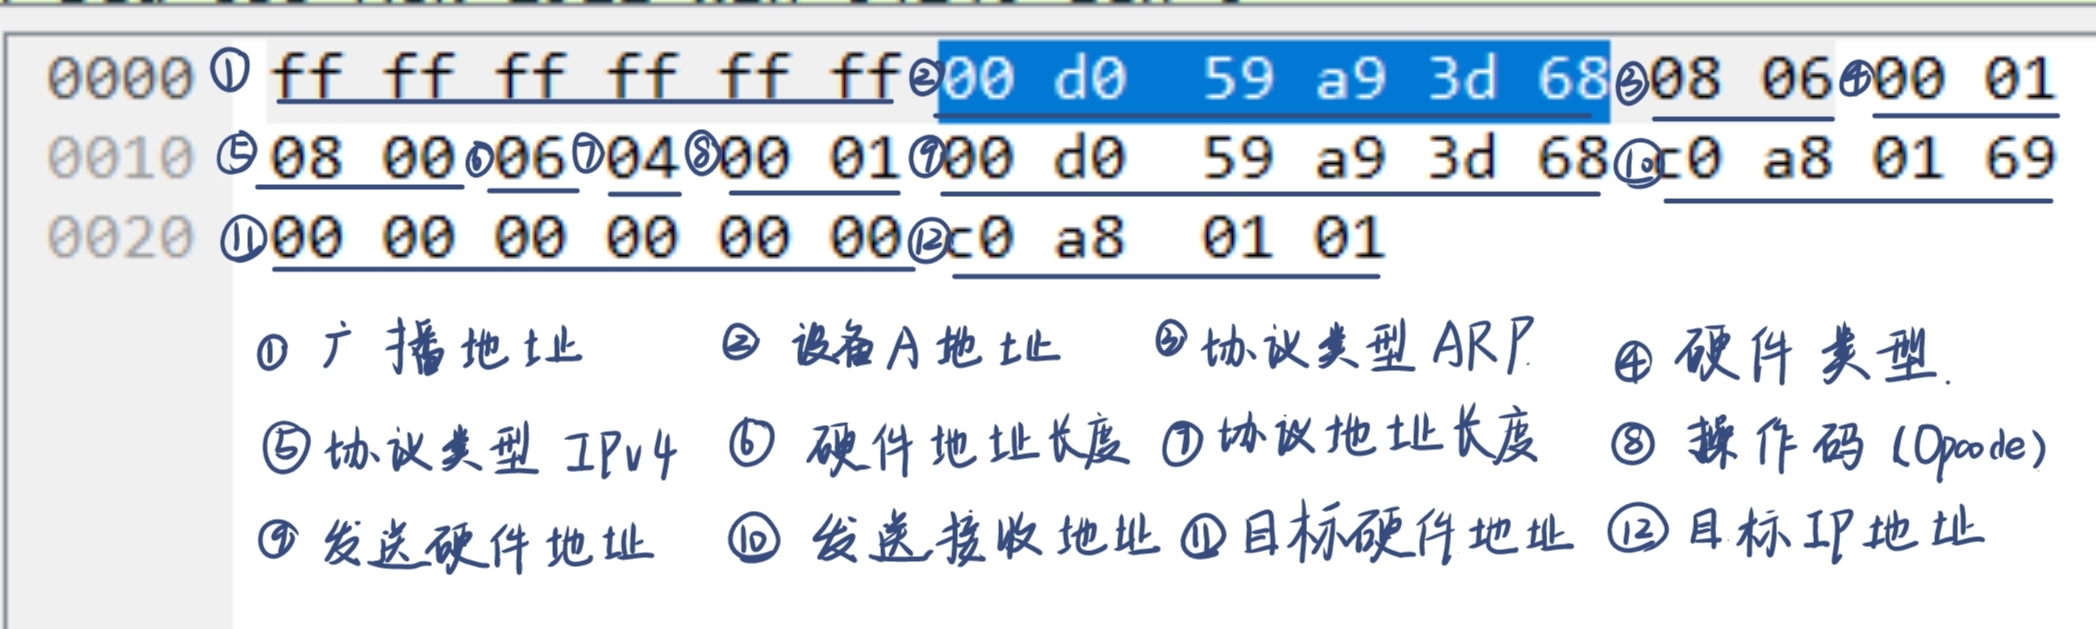 0000 ① ff ff ff ff ff ff ② 00 d0 59 a9 3d 68 ③ 08 06 ④ 00 01
0010 ⑤ 08 00 ⑥ 06 ⑦ 04 ⑧ 00 01 ⑨ 00 d0 59 a9 3d 68 ⑩ c0 a8 01 69
0020 ⑪ 00 00 00 00 00 00 ⑫ c0 a8 01 01
① 广播地址 ② 设备A地址 ③ 协议类型ARP ④ 硬件类型.
⑤ 协议类型 IPv4 ⑥ 硬件地址长度 ⑦ 协议地址长度 ⑧ 操作码 (Opcode)
⑨ 发送硬件地址 ⑩ 发送接收地址 ⑪ 目标硬件地址 ⑫ 目标IP地址